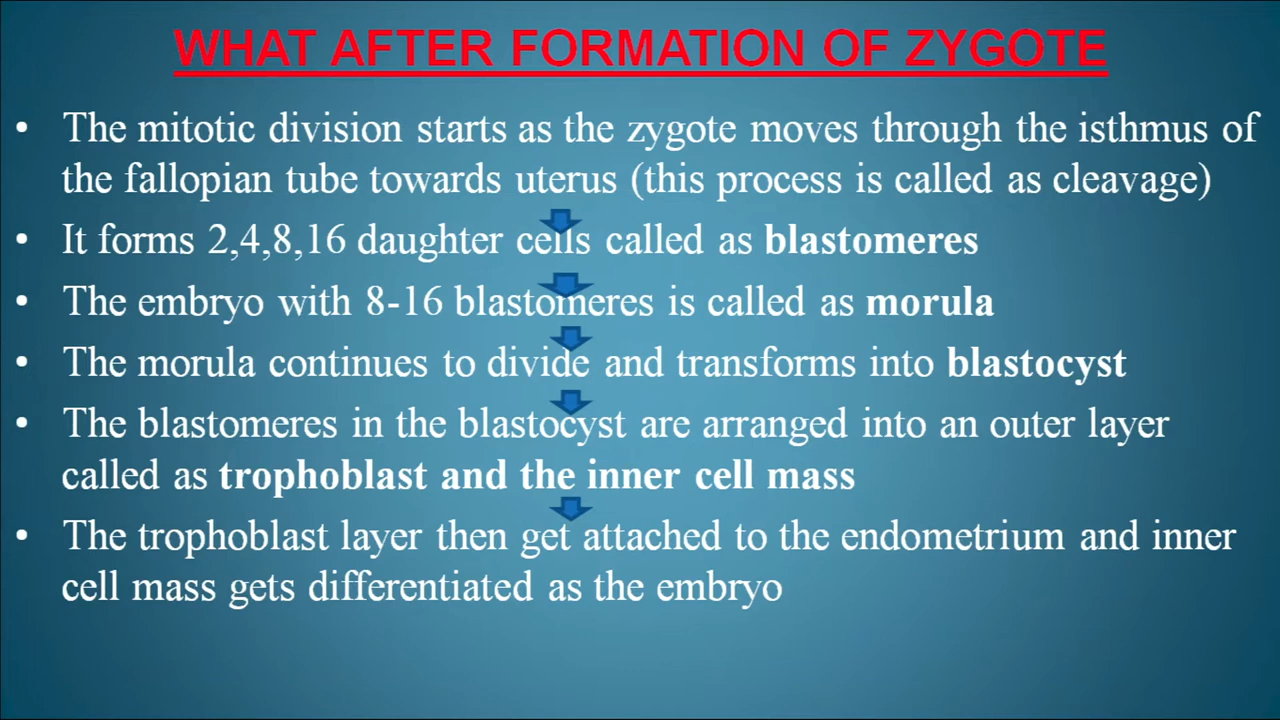 WHAT AFTER FORMATION OF ZYGOTE
• The mitotic division starts as the zygote moves through the isthmus of
the fallopian tube towards uterus (this process is called as cleavage)
• It forms 2,4,8,16 daughter cells called as blastomeres
• The embryo with 8-16 blastomeres is called as morula
• The morula continues to divide and transforms into blastocyst
• The blastomeres in the blastocyst are arranged into an outer layer
called as trophoblast and the inner cell mass
• The trophoblast layer then get attached to the endometrium and inner
cell mass gets differentiated as the embryo